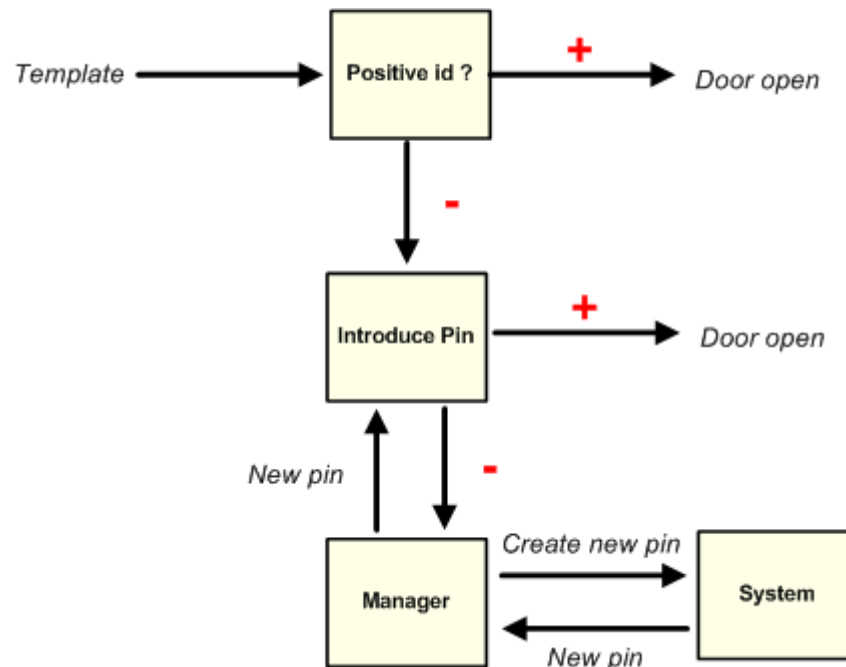 Template
Positive id ?
+
Door open
-
Introduce Pin
+
Door open
New pin
-
Manager
Create new pin
System
New pin